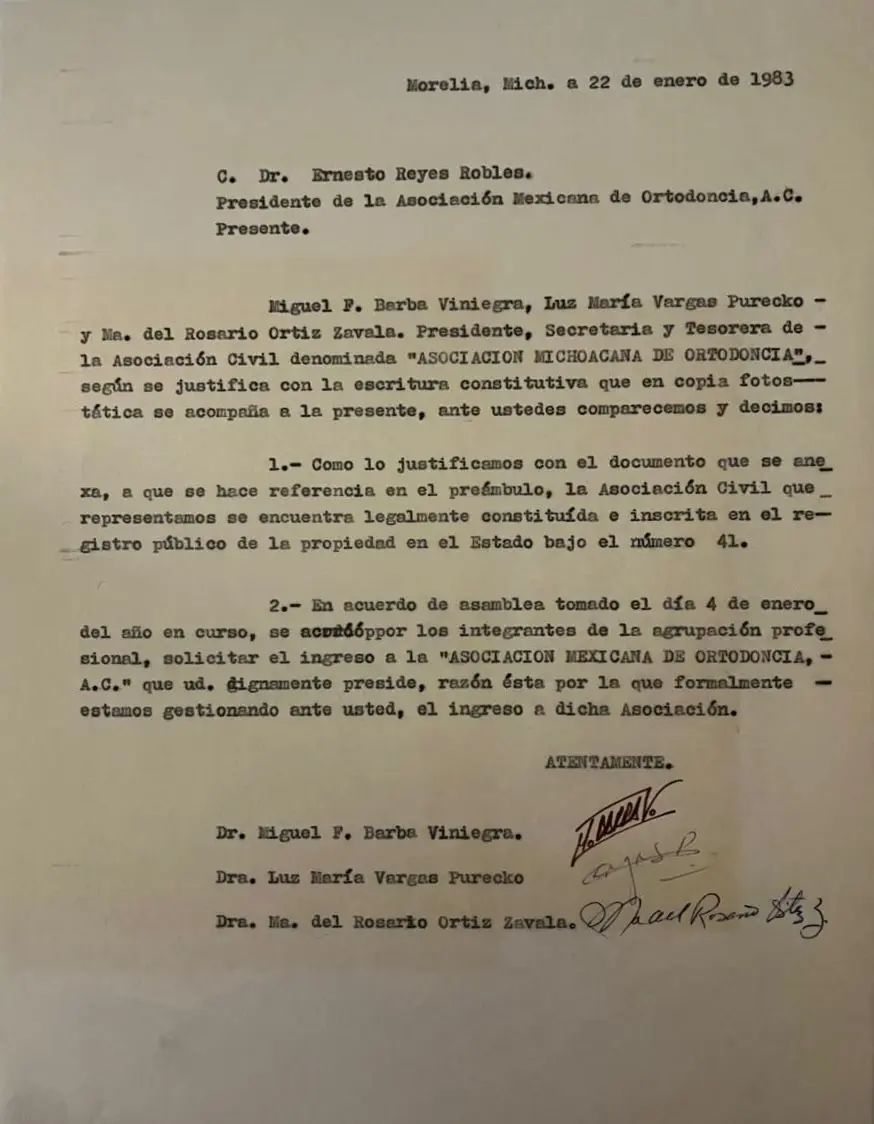 Morelia, Mich. a 22 de enero de 1983
C. Dr. Ernesto Reyes Robles.
Presidente de la Asociación Mexicana de Ortodoncia,A.C.
Presente.
Miguel F. Barba Viniegra, Luz María Vargas Purecko -
y Ma. del Rosario Ortiz Zavala. Presidente, Secretaria y Tesorera de -
la Asociación Civil denominada "ASOCIACION MICHOACANA DE ORTODONCIA",_
según se justifica con la escritura constitutiva que en copia fotos--
tática se acompaña a la presente, ante ustedes comparecemos y decimos:
1.- Como lo justificamos con el documento que se ane_
xa, a que se hace referencia en el preámbulo, la Asociación Civil que _
representamos se encuentra legalmente constituída e inscrita en el re-
gistro público de la propiedad en el Estado bajo el número 41.
2.- En acuerdo de asamblea tomado el día 4 de enero_
del año en curso, se acordóppor los integrantes de la agrupación profe_
sional, solicitar el ingreso a la "ASOCIACION MEXICANA DE ORTODONCIA, -
A.C." que ud. dignamente preside, razón ésta por la que formalmente -
estamos gestionando ante usted, el ingreso a dicha Asociación.
ATENTAMENTE.
Dr. Miguel F. Barba Viniegra.
Dra. Luz María Vargas Purecko
Dra. Ma. del Rosario Ortiz Zavala.